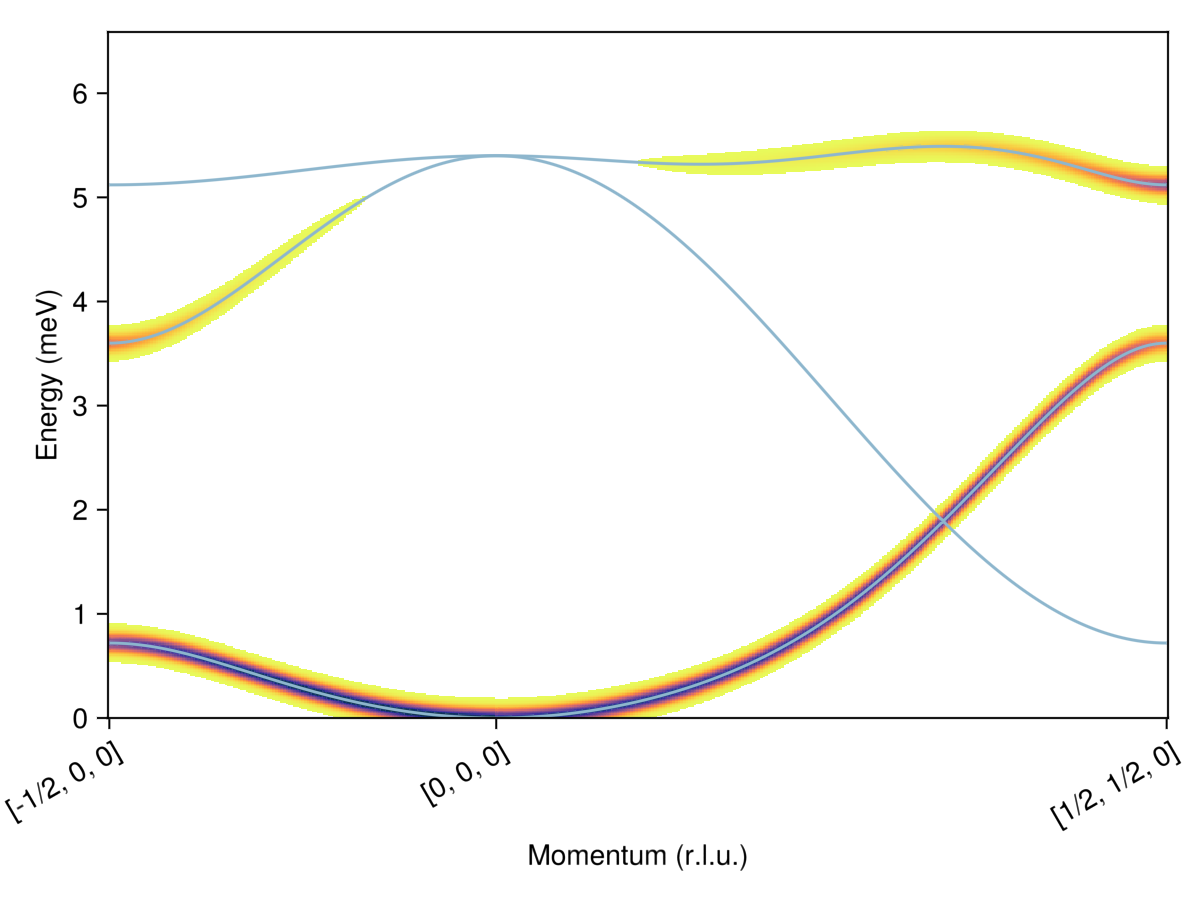 6
5
4
3
2
1
0
Energy (meV)
[-1/2, 0, 0]
[0, 0, 0]
[1/2, 1/2, 0]
Momentum (r.l.u.)